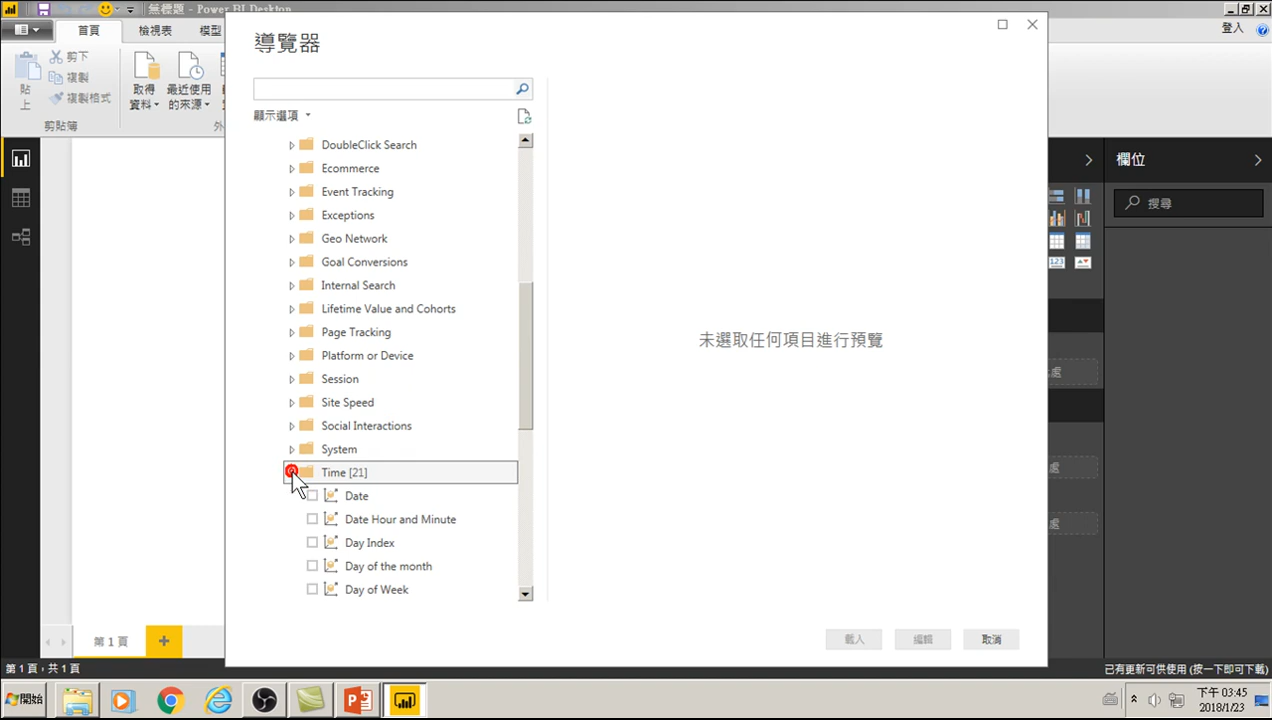 無標題 - Power BI Desktop
首頁
檢視表
模型
登入
貼上
剪下
複製
複製格式
取得資料
最近使用的來源
剪貼簿
外
導覽器
顯示選項
DoubleClick Search
Ecommerce
Event Tracking
Exceptions
Geo Network
Goal Conversions
Internal Search
Lifetime Value and Cohorts
Page Tracking
Platform or Device
Session
Site Speed
Social Interactions
System
Time [21]
Date
Date Hour and Minute
Day Index
Day of the month
Day of Week
未選取任何項目進行預覽
載入
編輯
取消
欄位
搜尋
123
處
處
處
第 1 頁
第 1 頁，共 1 頁
已有更新可供使用 (按一下即可下載)
開始
下午 03:45
2018/1/23